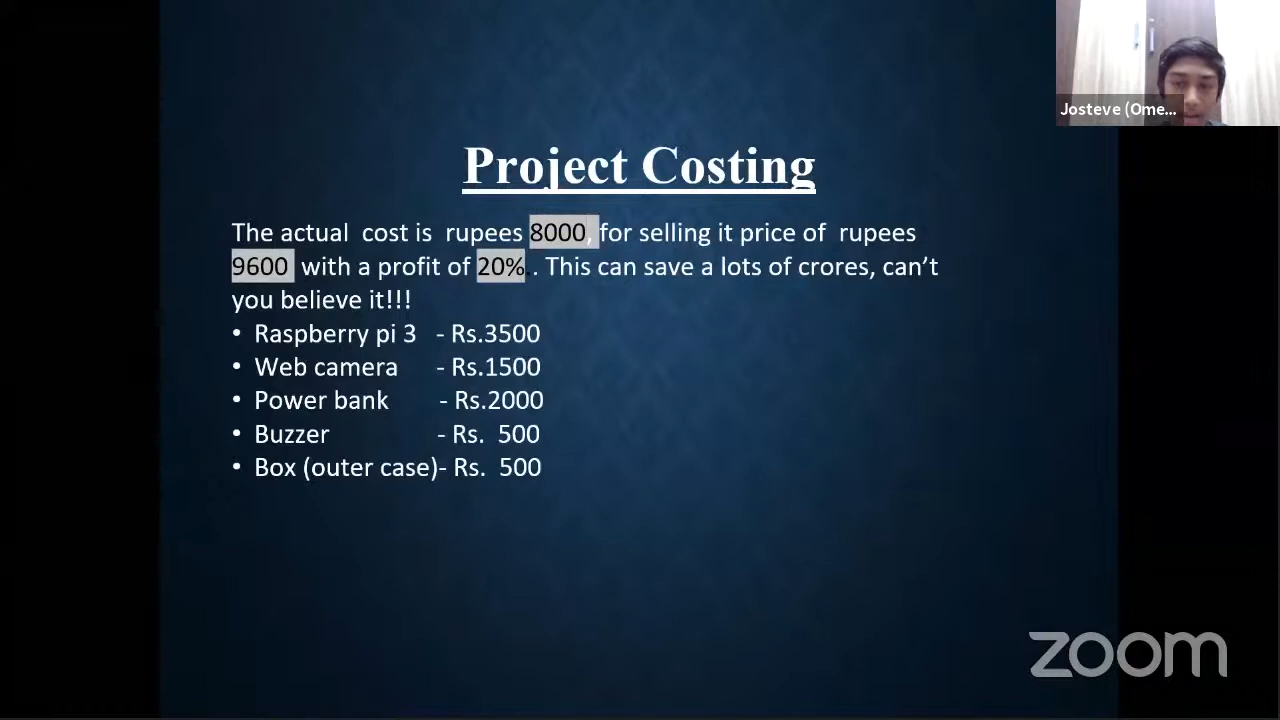 Josteve (Ome...
Project Costing
The actual cost is rupees 8000, for selling it price of rupees
9600 with a profit of 20%.. This can save a lots of crores, can't
you believe it!!!
• Raspberry pi 3 - Rs.3500
• Web camera - Rs.1500
• Power bank - Rs.2000
• Buzzer - Rs. 500
• Box (outer case)- Rs. 500
zoom